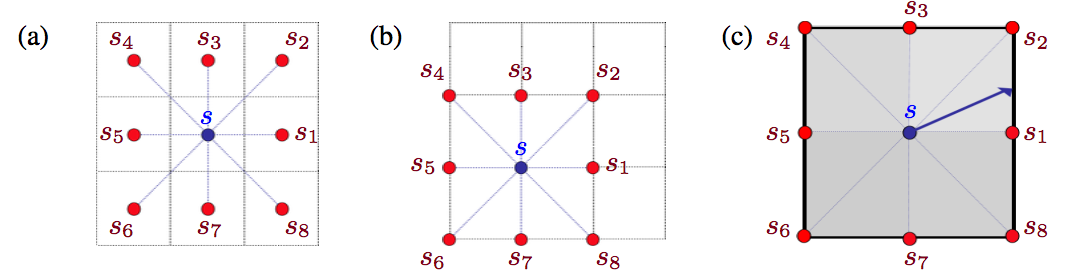 (a)
s4 s3 s2
s
s5 s1
s6 s7 s8
(b)
s4 s3 s2
s
s5 s1
s6 s7 s8
(c)
s3
s4 s2
s
s5 s1
s6 s8
s7